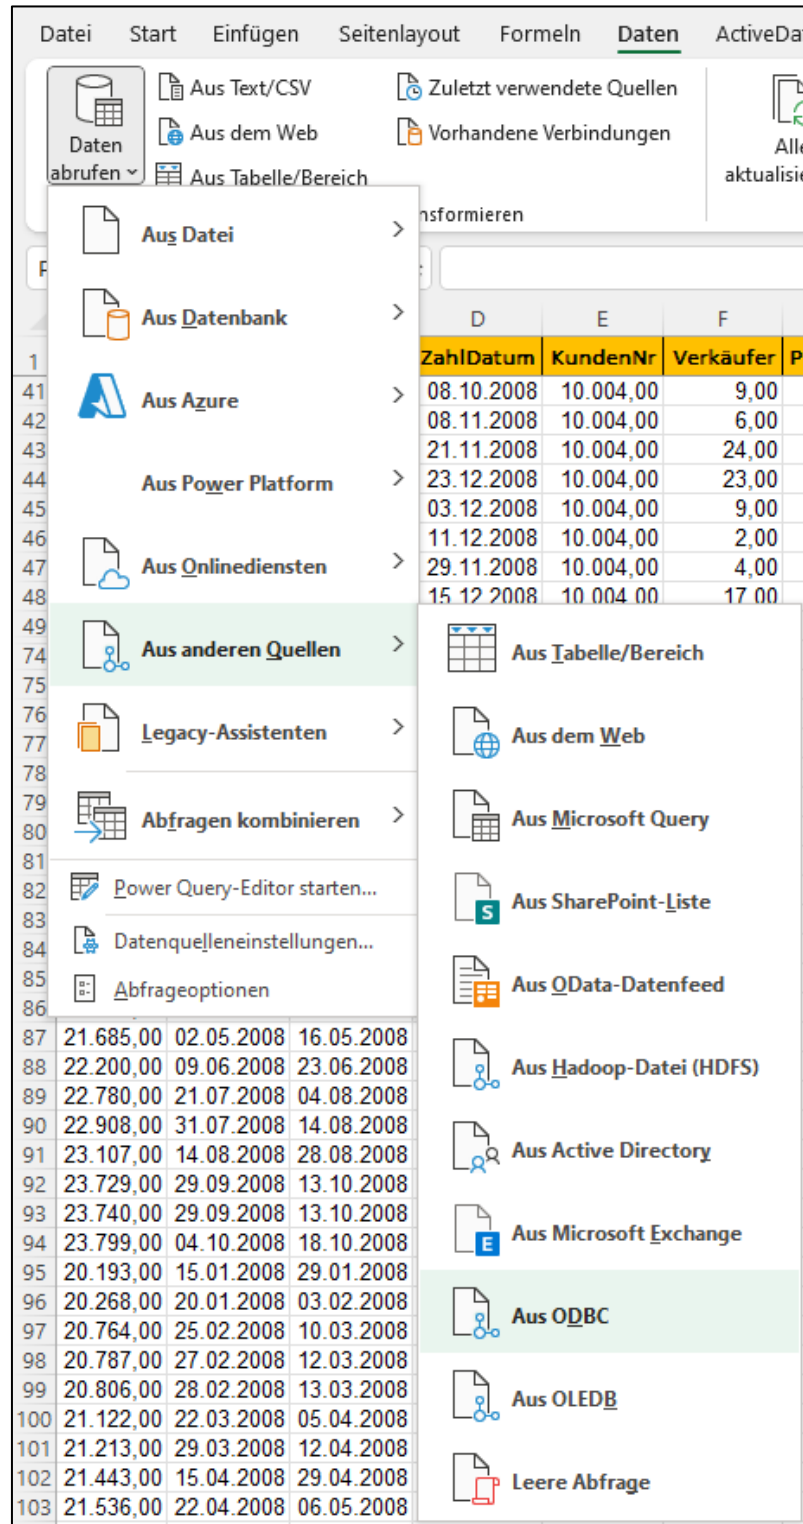 Datei Start Einfügen Seitenlayout Formeln Daten
Daten abrufen
Aus Text/CSV
Aus dem Web
Aus Tabelle/Bereich
Zuletzt verwendete Quellen
Vorhandene Verbindungen
Aus Datei
Aus Datenbank
Aus Azure
Aus Power Platform
Aus Onlinediensten
Aus anderen Quellen
Legacy-Assistenten
Abfragen kombinieren
Power Query-Editor starten...
Datenquelleneinstellungen...
Abfrageoptionen
D E F
1 ZahlDatum KundenNr Verkäufer
41 08.10.2008 10.004,00 9,00
42 08.11.2008 10.004,00 6,00
43 21.11.2008 10.004,00 24,00
44 23.12.2008 10.004,00 23,00
45 03.12.2008 10.004,00 9,00
46 11.12.2008 10.004,00 2,00
47 29.11.2008 10.004,00 4,00
48 15.12.2008 10.004,00 17,00
49
74
75
76
77
78
79
80
81
82
83
84
85
86
Aus Tabelle/Bereich
Aus dem Web
Aus Microsoft Query
Aus SharePoint-Liste
Aus OData-Datenfeed
Aus Hadoop-Datei (HDFS)
Aus Active Directory
Aus Microsoft Exchange
Aus ODBC
Aus OLEDB
Leere Abfrage
87 21.685,00 02.05.2008 16.05.2008
88 22.200,00 09.06.2008 23.06.2008
89 22.780,00 21.07.2008 04.08.2008
90 22.908,00 31.07.2008 14.08.2008
91 23.107,00 14.08.2008 28.08.2008
92 23.729,00 29.09.2008 13.10.2008
93 23.740,00 29.09.2008 13.10.2008
94 23.799,00 04.10.2008 18.10.2008
95 20.193,00 15.01.2008 29.01.2008
96 20.268,00 20.01.2008 03.02.2008
97 20.764,00 25.02.2008 10.03.2008
98 20.787,00 27.02.2008 12.03.2008
99 20.806,00 28.02.2008 13.03.2008
100 21.122,00 22.03.2008 05.04.2008
101 21.213,00 29.03.2008 12.04.2008
102 21.443,00 15.04.2008 29.04.2008
103 21.536,00 22.04.2008 06.05.2008